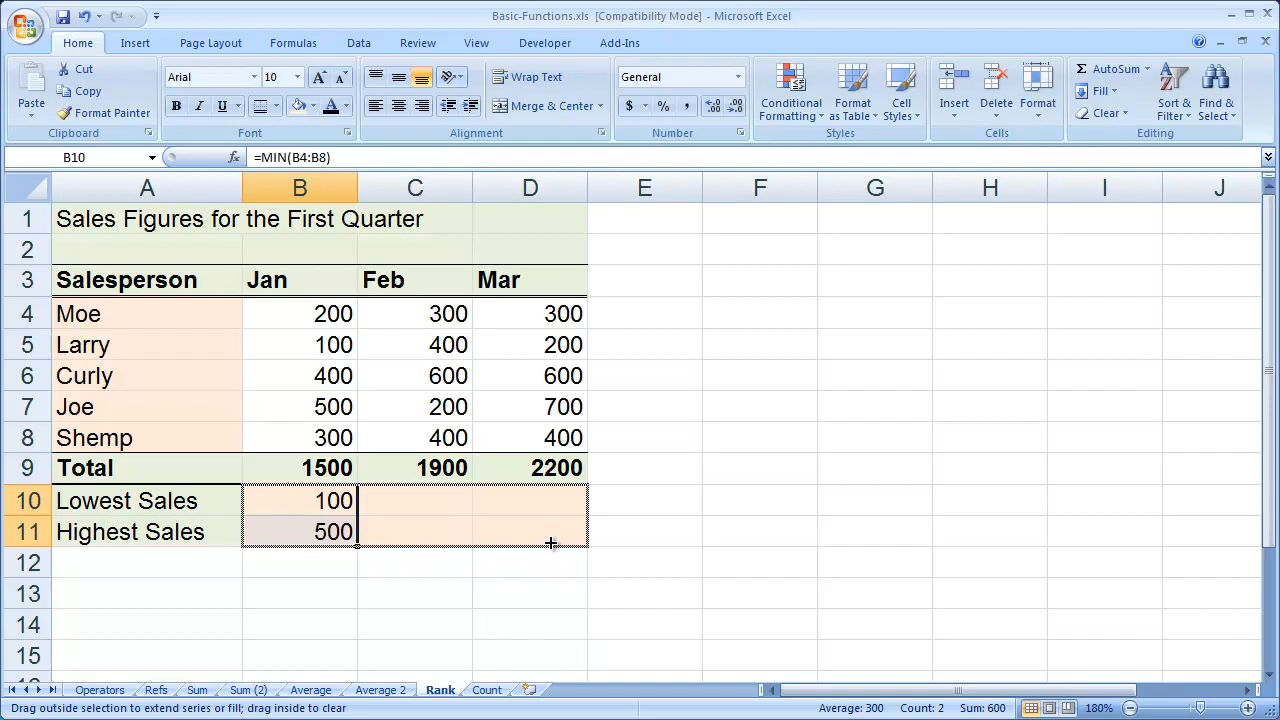 Basic-Functions.xls [Compatibility Mode] - Microsoft Excel
Home Insert Page Layout Formulas Data Review View Developer Add-Ins
Paste
Cut
Copy
Format Painter
Clipboard
Arial 10
B I U
Font
Wrap Text
Merge & Center
Alignment
General
$ % ,
Number
Conditional Formatting
Format as Table
Cell Styles
Styles
Insert Delete Format
Cells
Σ AutoSum
Fill
Clear
Sort & Filter
Find & Select
Editing
B10 fx =MIN(B4:B8)
A B C D E F G H I J
1 Sales Figures for the First Quarter
2
3 Salesperson Jan Feb Mar
4 Moe 200 300 300
5 Larry 100 400 200
6 Curly 400 600 600
7 Joe 500 200 700
8 Shemp 300 400 400
9 Total 1500 1900 2200
10 Lowest Sales 100
11 Highest Sales 500
12
13
14
15
Operators Refs Sum Sum (2) Average Average 2 Rank Count
Drag outside selection to extend series or fill; drag inside to clear Average: 300 Count: 2 Sum: 600 180%